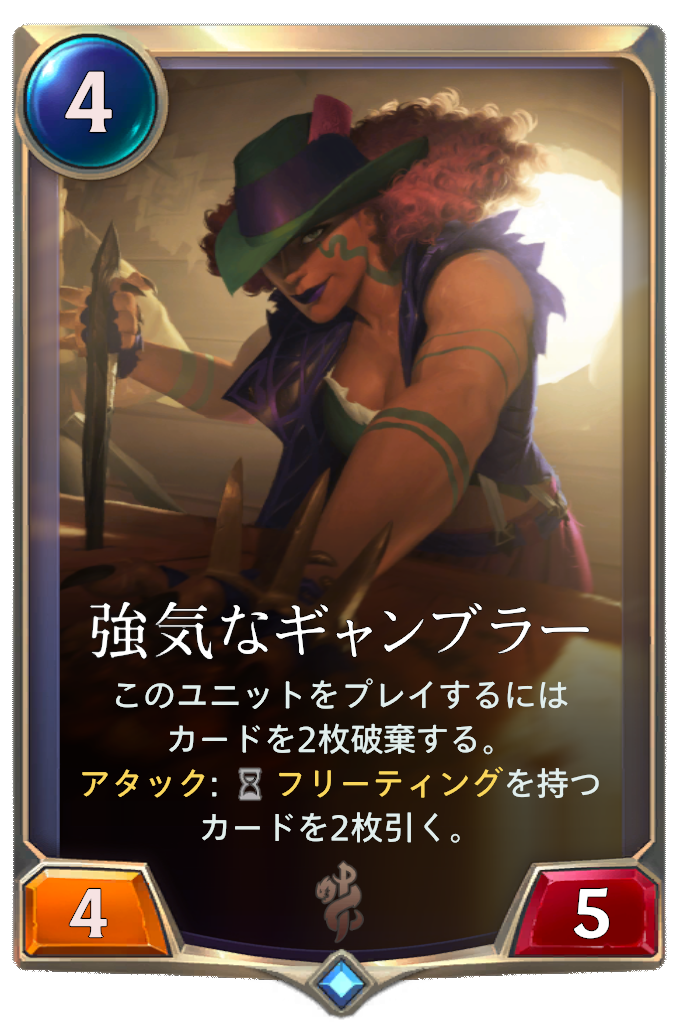 4
強気なギャンブラー
このユニットをプレイするには
カードを2枚破棄する。
アタック: フリーティングを持つ
カードを2枚引く。
4
5